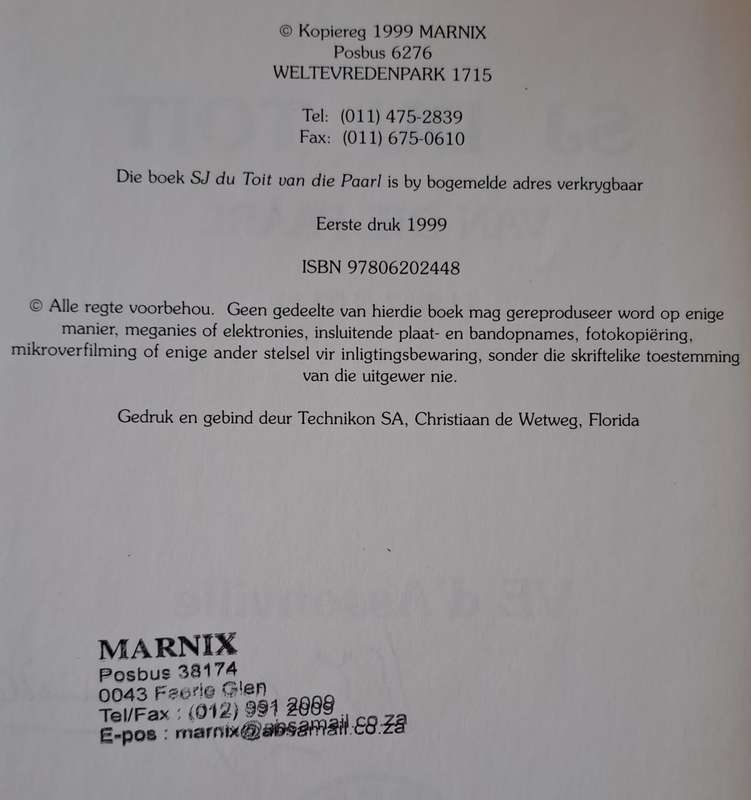 © Kopiereg 1999 MARNIX
Posbus 6276
WELTEVREDENPARK 1715
Tel: (011) 475-2839
Fax: (011) 675-0610
Die boek SJ du Toit van die Paarl is by bogemelde adres verkrygbaar
Eerste druk 1999
ISBN 97806202448
© Alle regte voorbehou. Geen gedeelte van hierdie boek mag gereproduseer word op enige
manier, meganies of elektronies, insluitende plaat- en bandopnames, fotokopiëring,
mikroverfilming of enige ander stelsel vir inligtingsbewaring, sonder die skriftelike toestemming
van die uitgewer nie.
Gedruk en gebind deur Technikon SA, Christiaan de Wetweg, Florida
VE d'Assonville
MARNIX
Posbus 38174
0043 Faerie Glen
Tel/Fax : (012) 991 2009
E-pos : marnix@absamail.co.za